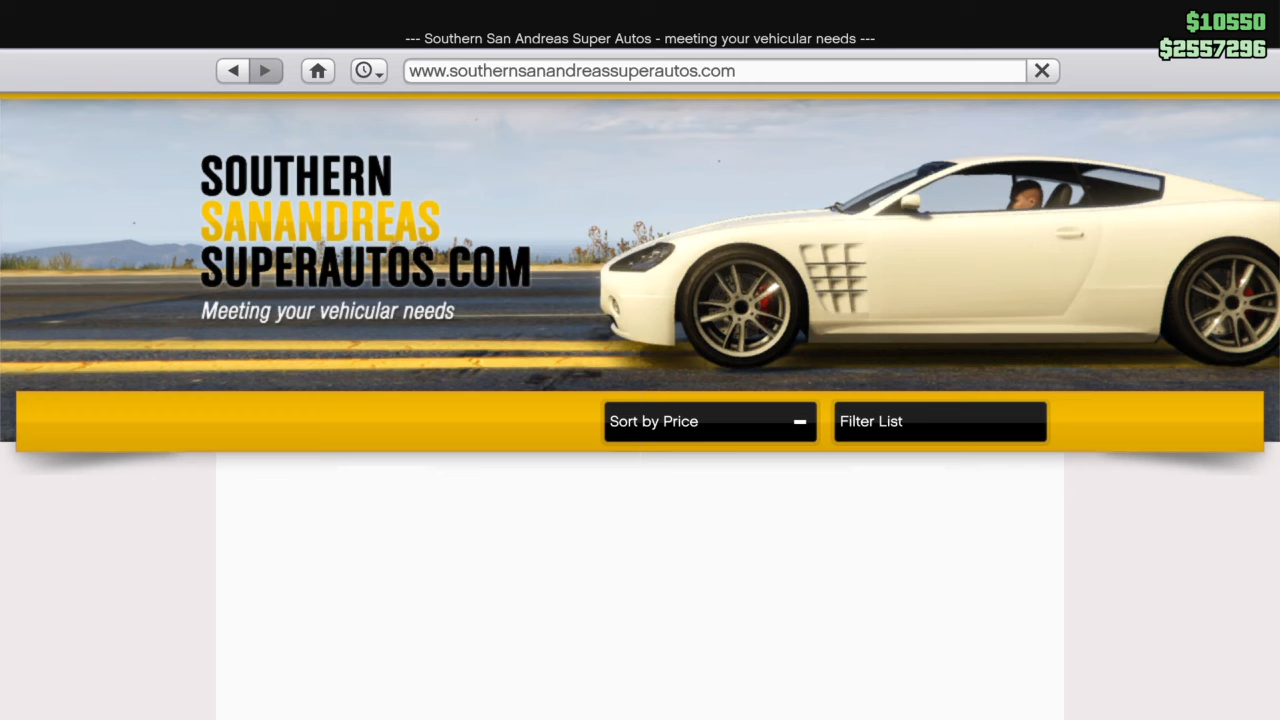 $10550
--- Southern San Andreas Super Autos - meeting your vehicular needs ---
$2557296
www.southernsanandreassuperautos.com
SOUTHERN
SANANDREAS
SUPERAUTOS.COM
Meeting your vehicular needs
Sort by Price
Filter List